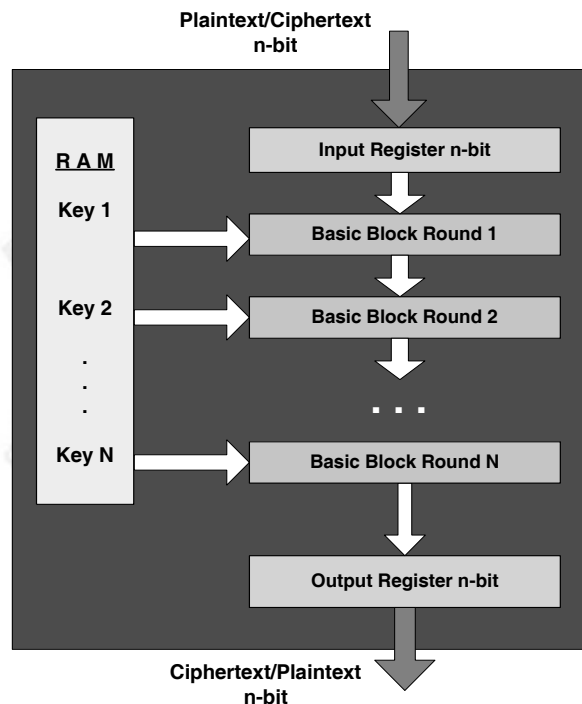 Plaintext/Ciphertext
n-bit
R A M
Key 1
Key 2
.
.
.
Key N
Input Register n-bit
Basic Block Round 1
Basic Block Round 2
. . .
Basic Block Round N
Output Register n-bit
Ciphertext/Plaintext
n-bit